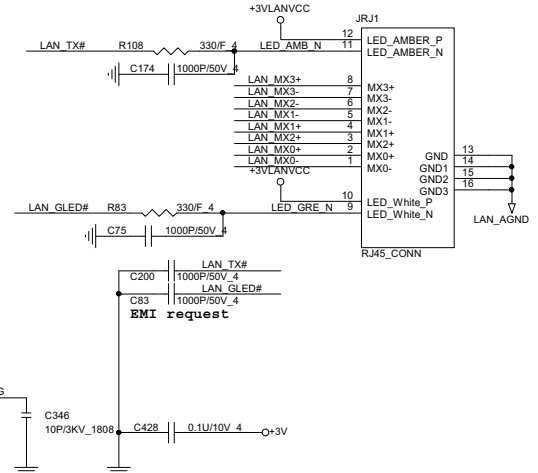 +3VLANVCC
JRJ1
LAN_TX# R108 330/F_4 LED_AMB_N 12 LED_AMBER_P
11 LED_AMBER_N
C174 1000P/50V_4
LAN_MX3+ 8 MX3+
LAN_MX3- 7 MX3-
LAN_MX2- 6 MX2-
LAN_MX1- 5 MX1-
LAN_MX1+ 4 MX1+
LAN_MX2+ 3 MX2+
LAN_MX0+ 2 MX0+ GND 13
LAN_MX0- 1 MX0- GND1 14
+3VLANVCC GND2 15
GND3 16
10 LED_White_P
LAN_GLED# R83 330/F_4 LED_GRE_N 9 LED_White_N
LAN_AGND
C75 1000P/50V_4
RJ45_CONN
LAN_TX#
C200 1000P/50V_4
LAN_GLED#
C83 1000P/50V_4
EMI request
G
C346
10P/3KV_1808
C428 0.1U/10V_4 +3V